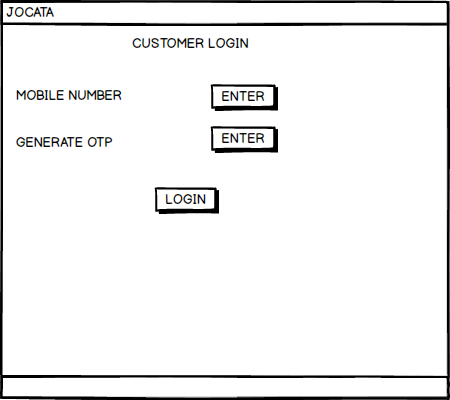 JOCATA
CUSTOMER LOGIN
MOBILE NUMBER ENTER
GENERATE OTP ENTER
LOGIN